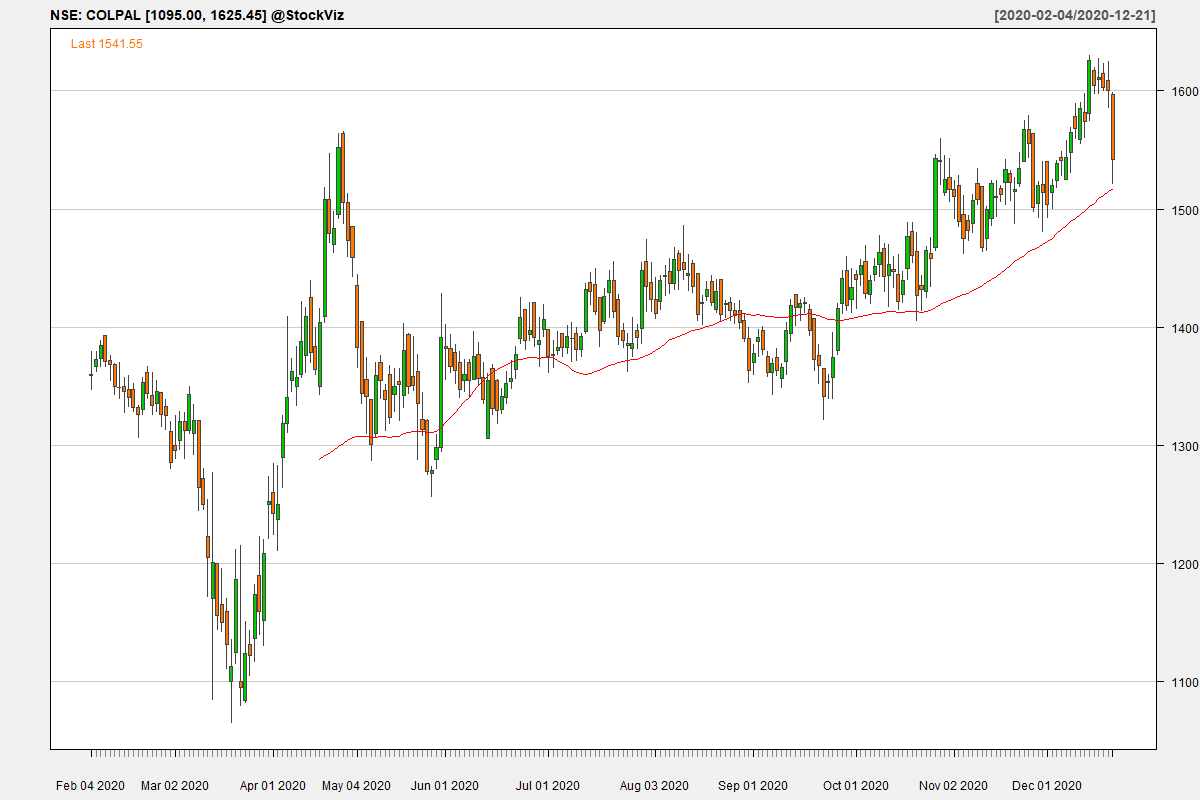 NSE: COLPAL [1095.00, 1625.45] @StockViz [2020-02-04/2020-12-21]
Last 1541.55
1600
1500
1400
1300
1200
1100
Feb 04 2020 Mar 02 2020 Apr 01 2020 May 04 2020 Jun 01 2020 Jul 01 2020 Aug 03 2020 Sep 01 2020 Oct 01 2020 Nov 02 2020 Dec 01 2020